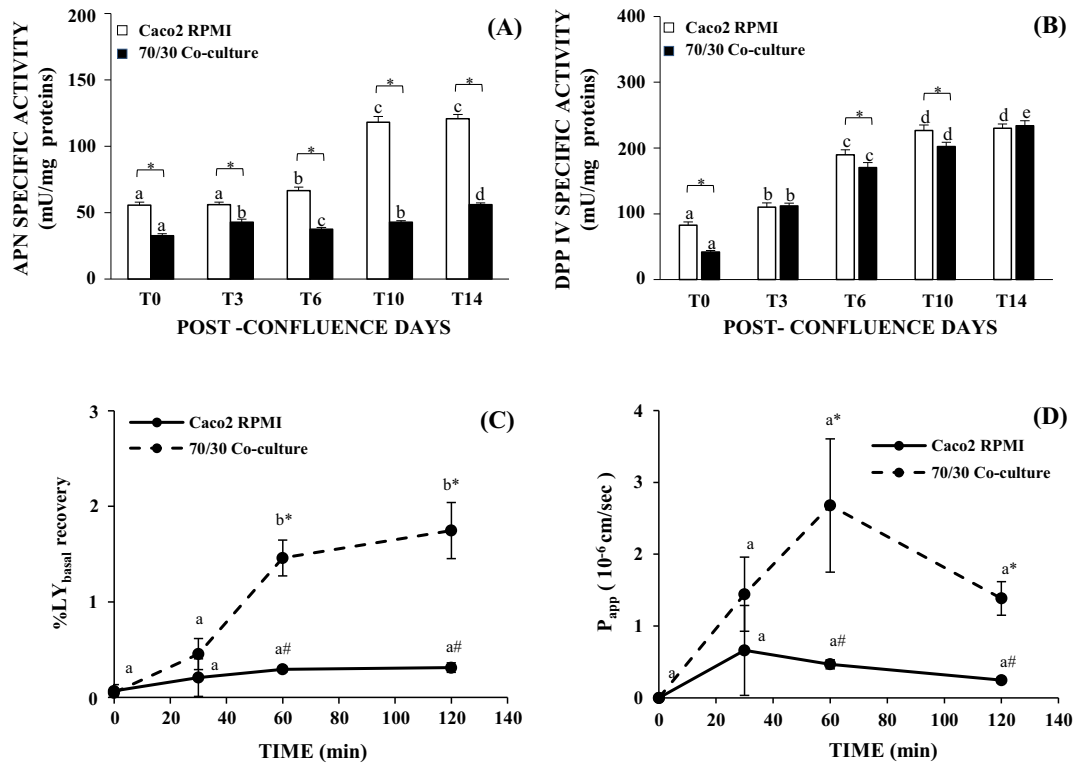 (A)
Caco2 RPMI
70/30 Co-culture
APN SPECIFIC ACTIVITY
(mU/mg proteins)
200
150
100
50
0
* * * * *
a a a b b c c b c d
T0 T3 T6 T10 T14
POST -CONFLUENCE DAYS
(B)
Caco2 RPMI
70/30 Co-culture
DPP IV SPECIFIC ACTIVITY
(mU/mg proteins)
400
300
200
100
0
* * *
a a b b c c d d d e
T0 T3 T6 T10 T14
POST- CONFLUENCE DAYS
(C)
Caco2 RPMI
70/30 Co-culture
%LYbasal recovery
3
2
1
0
b*
b*
a
a a a# a#
0 20 40 60 80 100 120 140
TIME (min)
(D)
Caco2 RPMI
70/30 Co-culture
Papp ( 10-6 cm/sec)
4
3
2
1
0
a*
a
a*
a a a# a#
0 20 40 60 80 100 120 140
TIME (min)